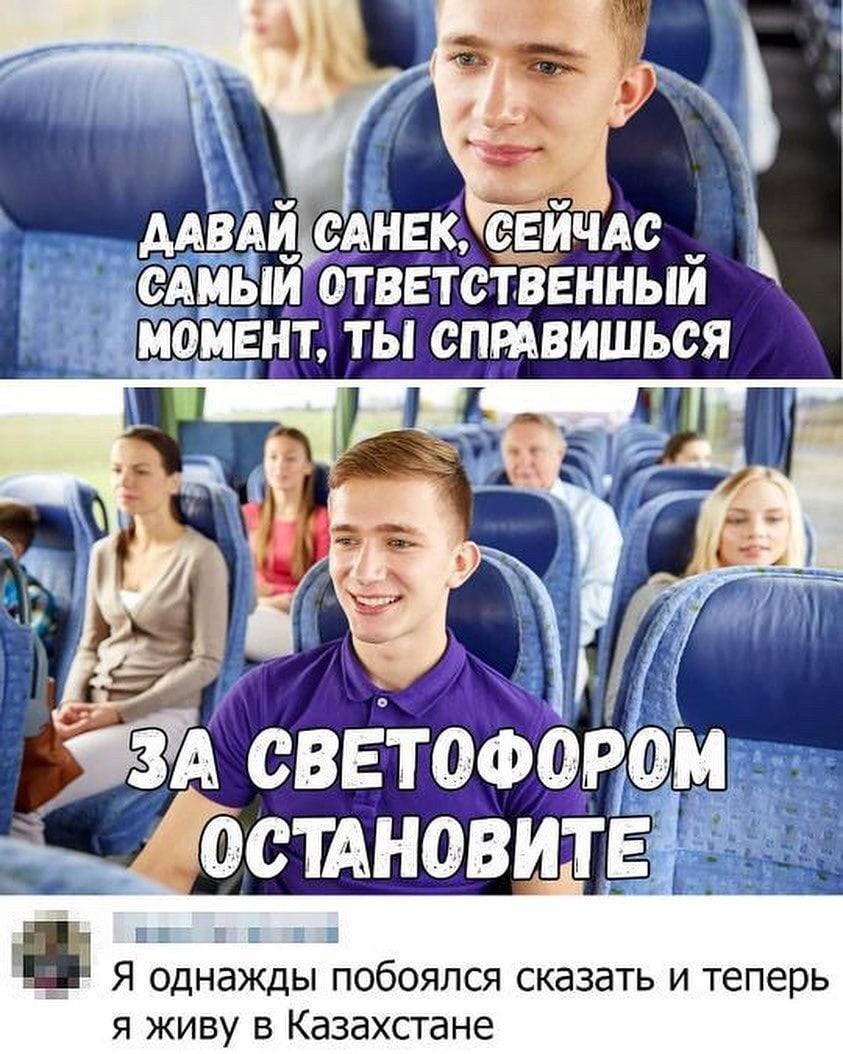 ДАВАЙ САНЕК, СЕЙЧАС
САМЫЙ ОТВЕТСТВЕННЫЙ
МОМЕНТ, ТЫ СПРАВИШЬСЯ
ЗА СВЕТОФОРОМ
ОСТАНОВИТЕ
Я однажды побоялся сказать и теперь
я живу в Казахстане